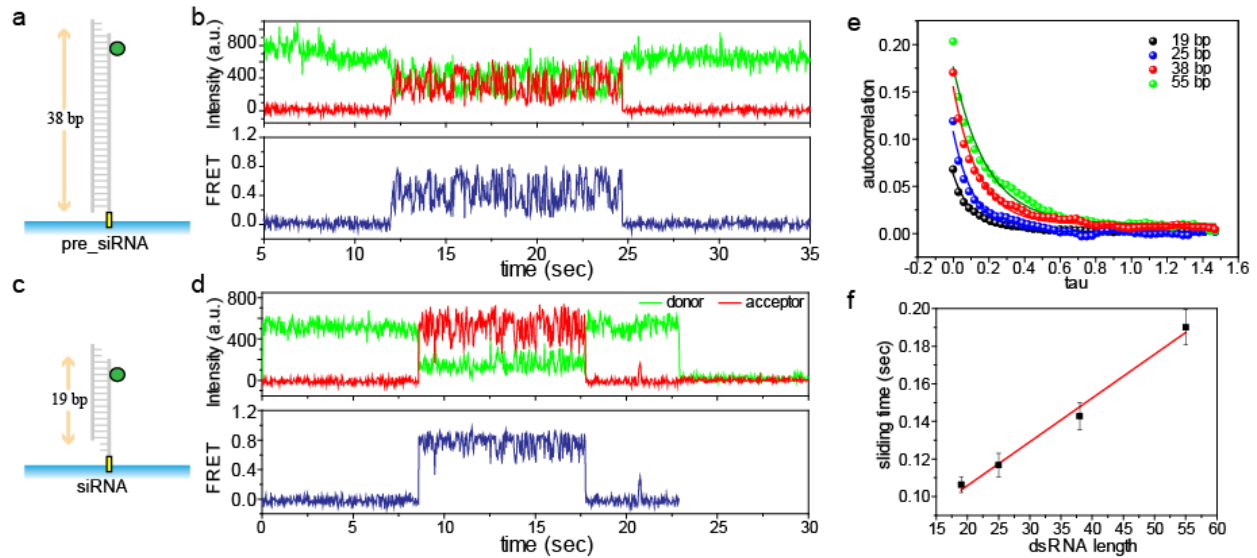 a
38 bp
pre_siRNA
b
Intensity (a.u.)
800
400
0
FRET
1.2
0.8
0.4
0.0
5 10 15 20 25 30 35
time (sec)
c
19 bp
siRNA
d
donor acceptor
Intensity (a.u.)
800
400
0
FRET
1.2
0.8
0.4
0.0
0 5 10 15 20 25 30
time (sec)
e
19 bp
25 bp
38 bp
55 bp
autocorrelation
0.20
0.15
0.10
0.05
0.00
-0.2 0.0 0.2 0.4 0.6 0.8 1.0 1.2 1.4 1.6
tau
f
sliding time (sec)
0.20
0.18
0.16
0.14
0.12
0.10
15 20 25 30 35 40 45 50 55 60
dsRNA length